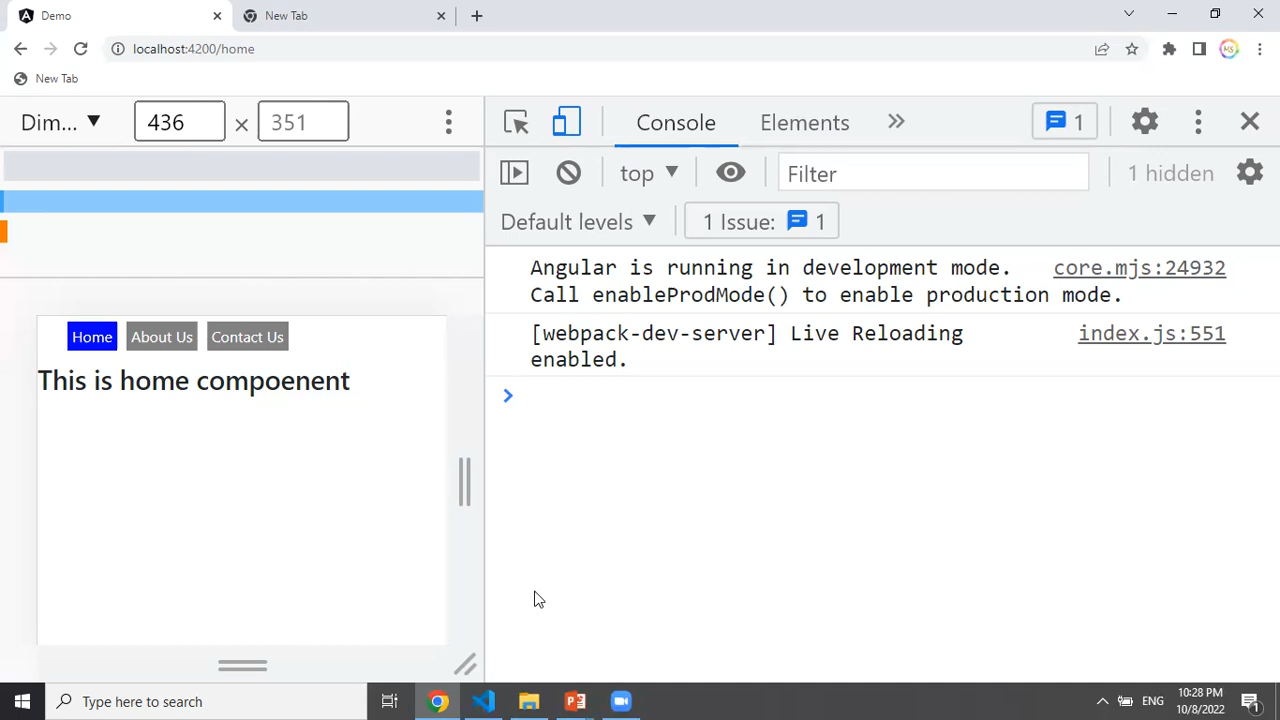 Demo
New Tab
localhost:4200/home
New Tab
Dim...
436 × 351
Console
Elements
1
top
Filter
1 hidden
Default levels
1 Issue:
1
Angular is running in development mode. core.mjs:24932
Call enableProdMode() to enable production mode.
[webpack-dev-server] Live Reloading index.js:551
enabled.
Home
About Us
Contact Us
This is home compoenent
Type here to search
ENG
10:28 PM
10/8/2022
1